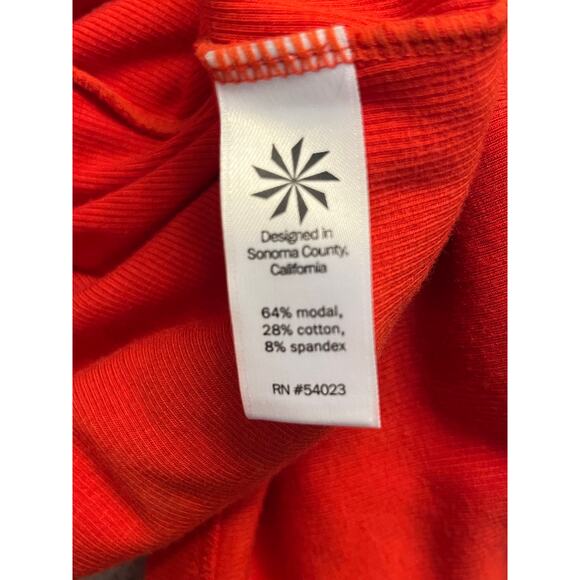 Designed in
Sonoma County,
California
64% modal,
28% cotton,
8% spandex
RN #54023